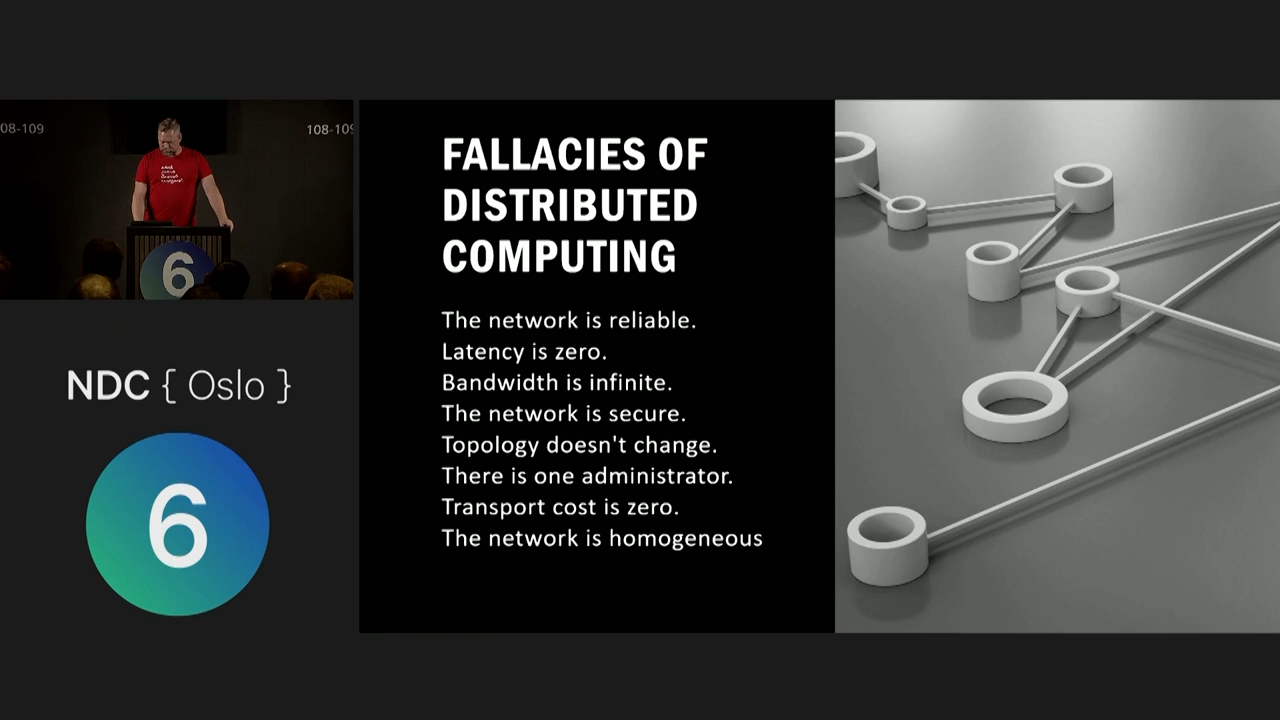 08-109
108-109
6
NDC { Oslo }
6
FALLACIES OF
DISTRIBUTED
COMPUTING
The network is reliable.
Latency is zero.
Bandwidth is infinite.
The network is secure.
Topology doesn't change.
There is one administrator.
Transport cost is zero.
The network is homogeneous